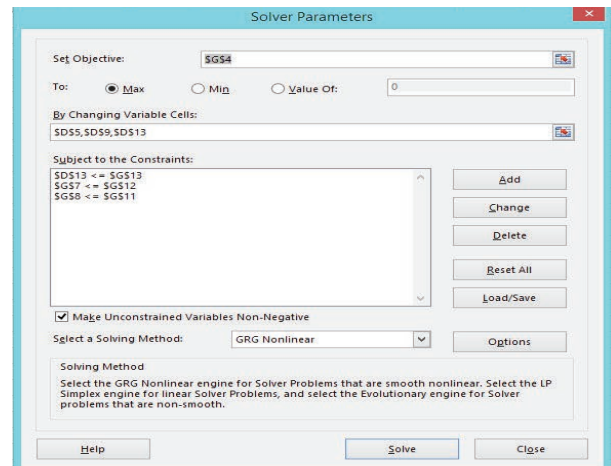 Solver Parameters
Set Objective: $G$4
To: Max Min Value Of: 0
By Changing Variable Cells:
$D$5,$D$9,$D$13
Subject to the Constraints:
$D$13 <= $G$13
$G$7 <= $G$12
$G$8 <= $G$11
Add
Change
Delete
Reset All
Load/Save
Make Unconstrained Variables Non-Negative
Select a Solving Method: GRG Nonlinear Options
Solving Method
Select the GRG Nonlinear engine for Solver Problems that are smooth nonlinear. Select the LP
Simplex engine for linear Solver Problems, and select the Evolutionary engine for Solver
problems that are non-smooth.
Help Solve Close